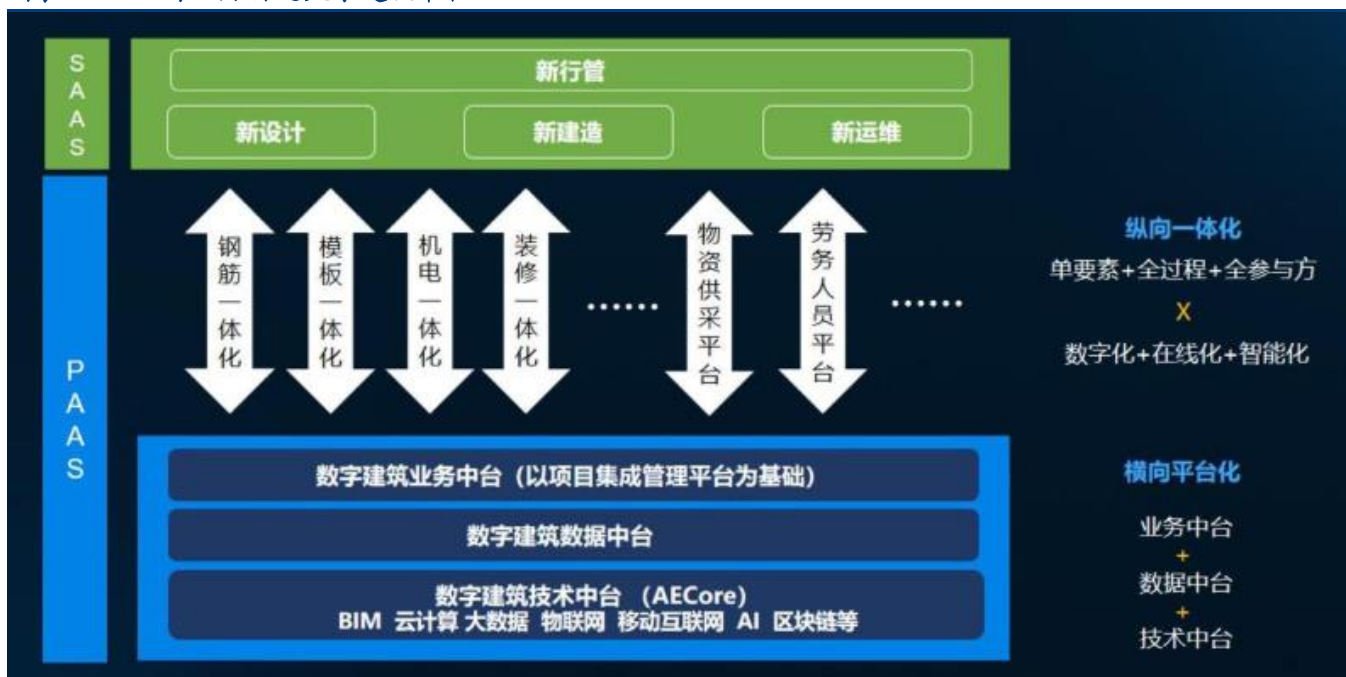 SAAS
新行管
新设计
新建造
新运维
PAAS
钢筋一体化
模板一体化
机电一体化
装修一体化
……
物资供采平台
劳务人员平台
……
纵向一体化
单要素+全过程+全参与方
X
数字化+在线化+智能化
数字建筑业务中台（以项目集成管理平台为基础）
数字建筑数据中台
数字建筑技术中台 （AECore）
BIM 云计算 大数据 物联网 移动互联网 AI 区块链等
横向平台化
业务中台
+
数据中台
+
技术中台